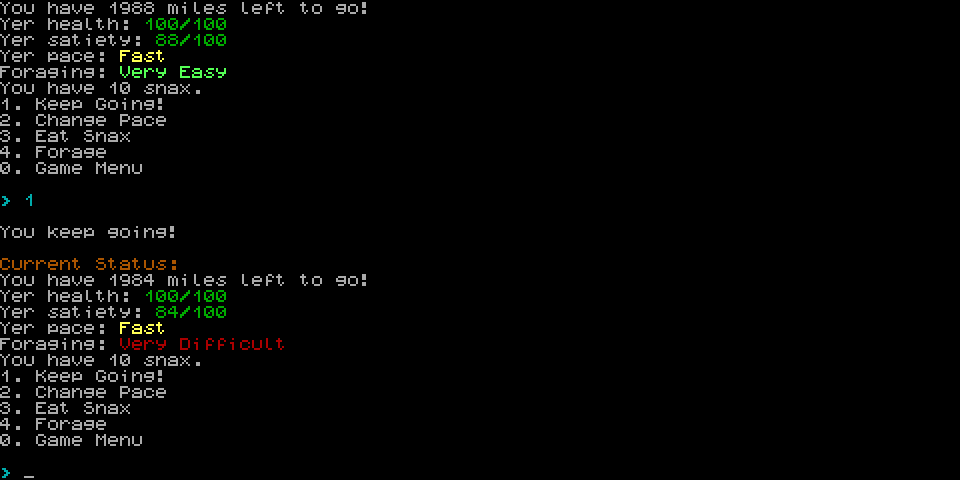 You have 1988 miles left to go!
Yer health: 100/100
Yer satiety: 88/100
Yer pace: Fast
Foraging: Very Easy
You have 10 snax.
1. Keep Going!
2. Change Pace
3. Eat Snax
4. Forage
0. Game Menu
> 1
You keep going!
Current Status:
You have 1984 miles left to go!
Yer health: 100/100
Yer satiety: 84/100
Yer pace: Fast
Foraging: Very Difficult
You have 10 snax.
1. Keep Going!
2. Change Pace
3. Eat Snax
4. Forage
0. Game Menu
> _